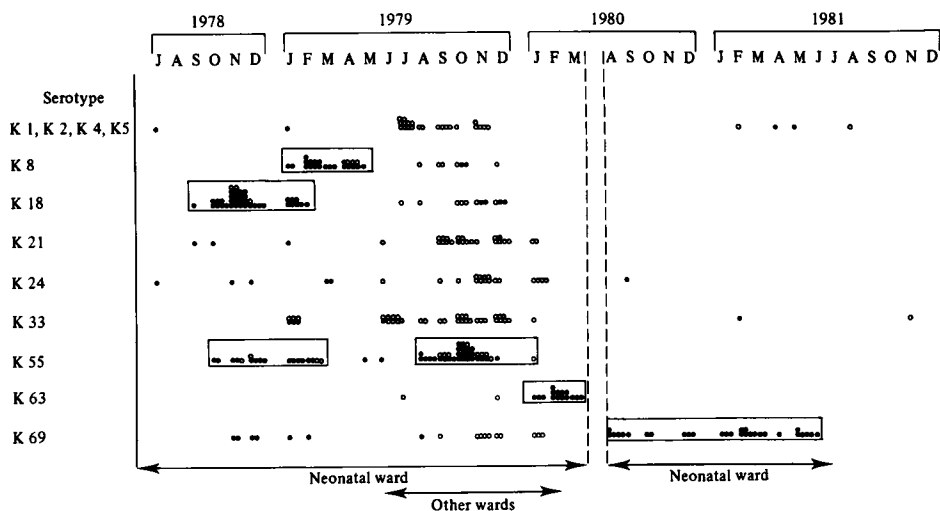 1978 1979 1980 1981
J A S O N D J F M A M J J A S O N D J F M A S O N D J F M A M J J A S O N D
Serotype
K 1, K 2, K 4, K5
K 8
K 18
K 21
K 24
K 33
K 55
K 63
K 69
Neonatal ward Neonatal ward
Other wards